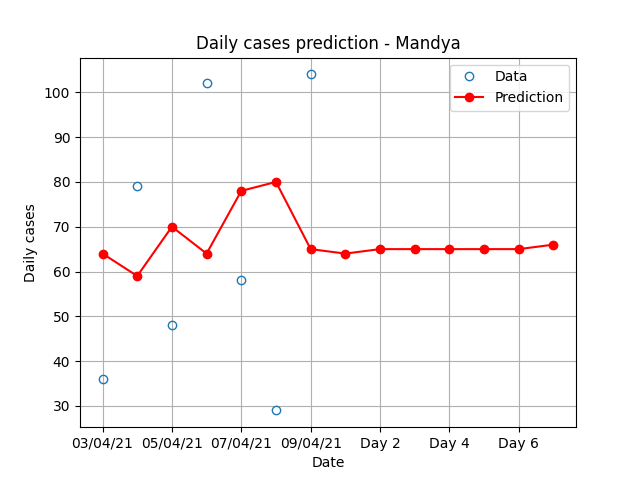 Daily cases prediction - Mandya
Data
Prediction
100
90
80
70
60
50
40
30
Daily cases
03/04/21 05/04/21 07/04/21 09/04/21 Day 2 Day 4 Day 6
Date